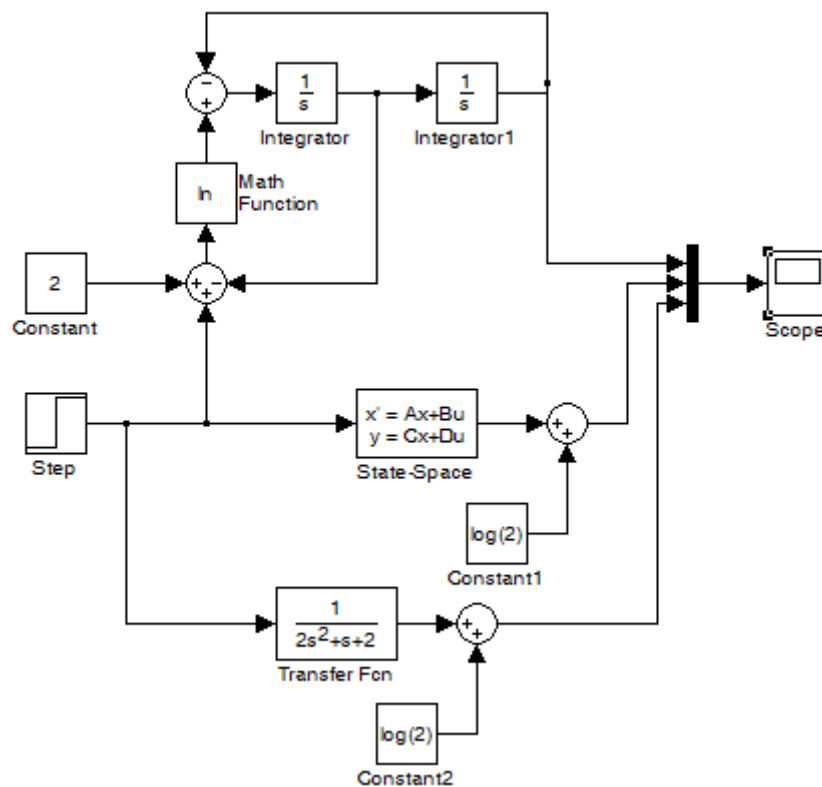 1
s
Integrator
1
s
Integrator1
ln
Math
Function
2
Constant
Scope
Step
x' = Ax+Bu
y = Cx+Du
State-Space
log(2)
Constant1
1
2s²+s+2
Transfer Fcn
log(2)
Constant2